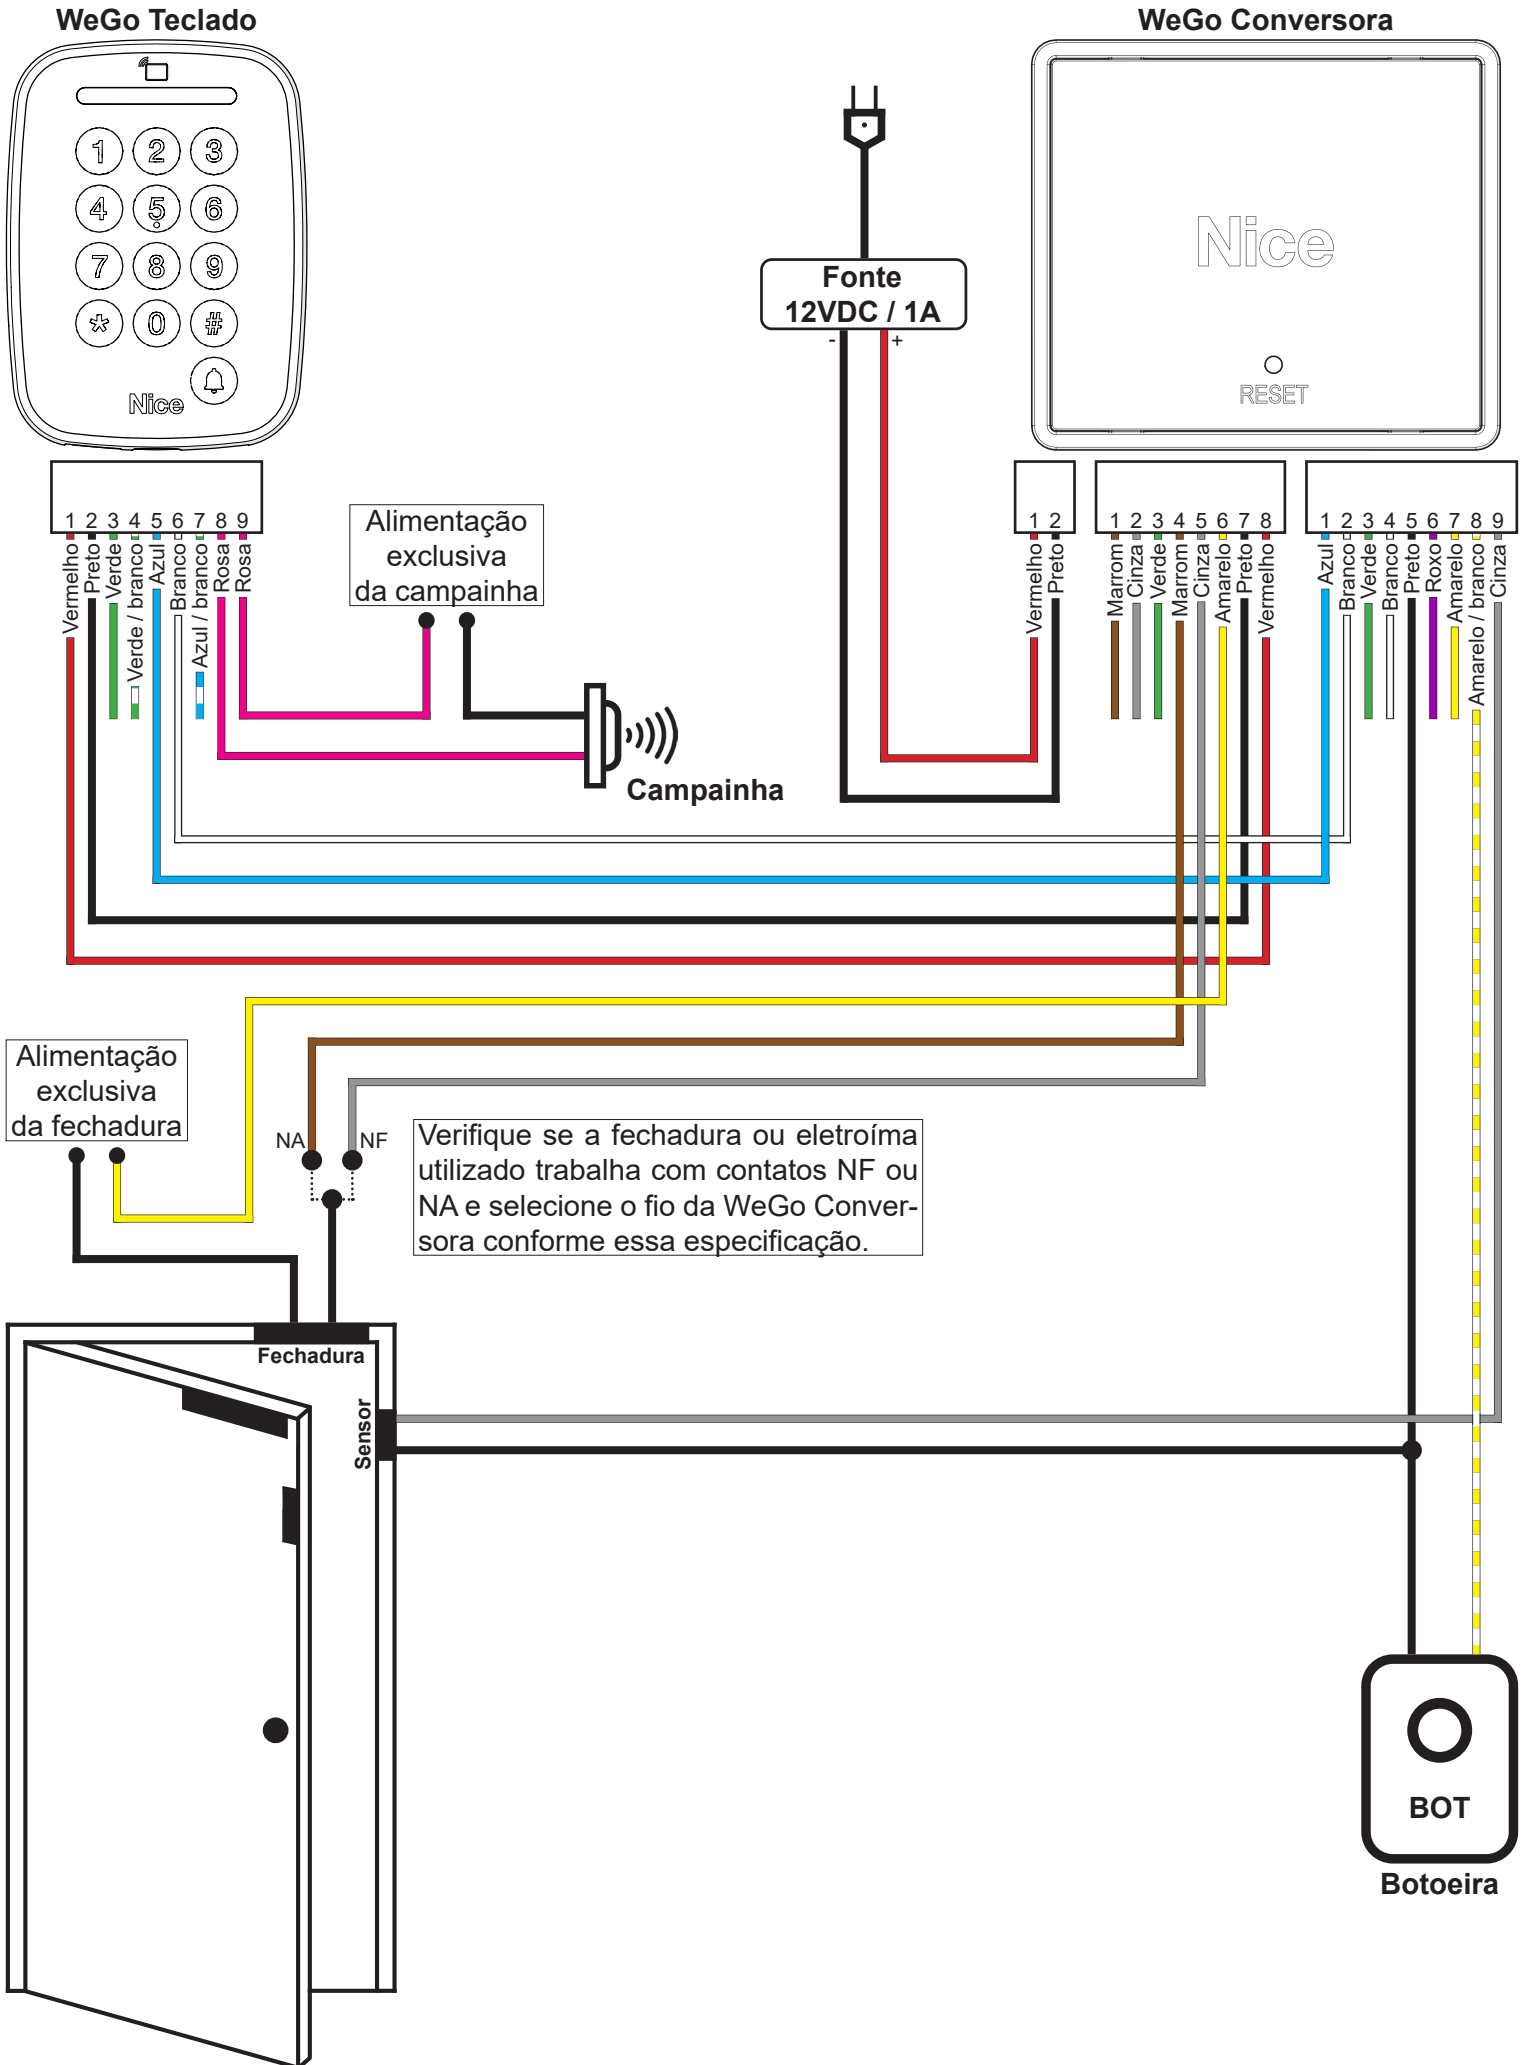 WeGo Teclado
WeGo Conversora
1 2 3
4 5 6
7 8 9
* 0 #
Nice
Nice
RESET
Fonte
12VDC / 1A
- +
1 2 3 4 5 6 7 8 9
Vermelho
Preto
Verde
Verde / branco
Azul
Branco
Azul / branco
Rosa
Rosa
Alimentação
exclusiva
da campainha
Campainha
1 2
Vermelho
Preto
1 2 3 4 5 6 7 8
Marrom
Cinza
Verde
Marrom
Cinza
Amarelo
Preto
Vermelho
1 2 3 4 5 6 7 8 9
Azul
Branco
Verde
Branco
Preto
Roxo
Amarelo
Amarelo / branco
Cinza
Alimentação
exclusiva
da fechadura
NA
NF
Verifique se a fechadura ou eletroíma
utilizado trabalha com contatos NF ou
NA e selecione o fio da WeGo Conver-
sora conforme essa especificação.
Fechadura
Sensor
BOT
Botoeira